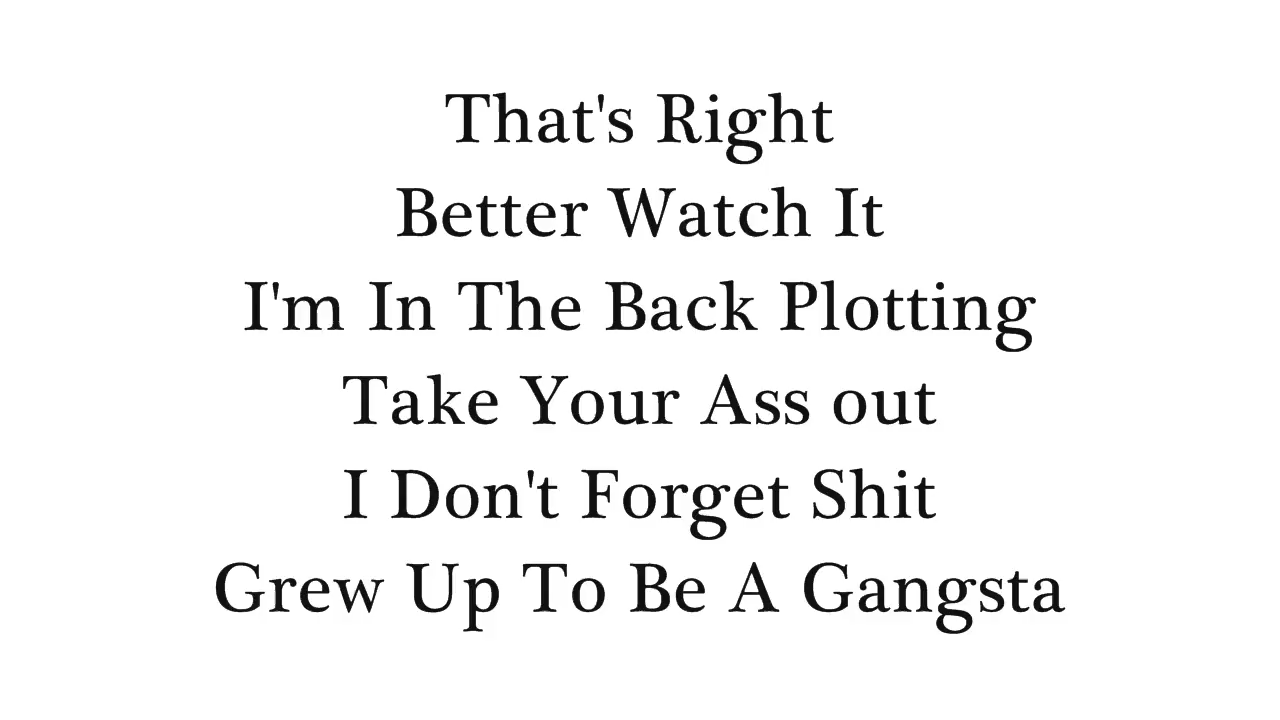 That's Right
Better Watch It
I'm In The Back Plotting
Take Your Ass out
I Don't Forget Shit
Grew Up To Be A Gangsta